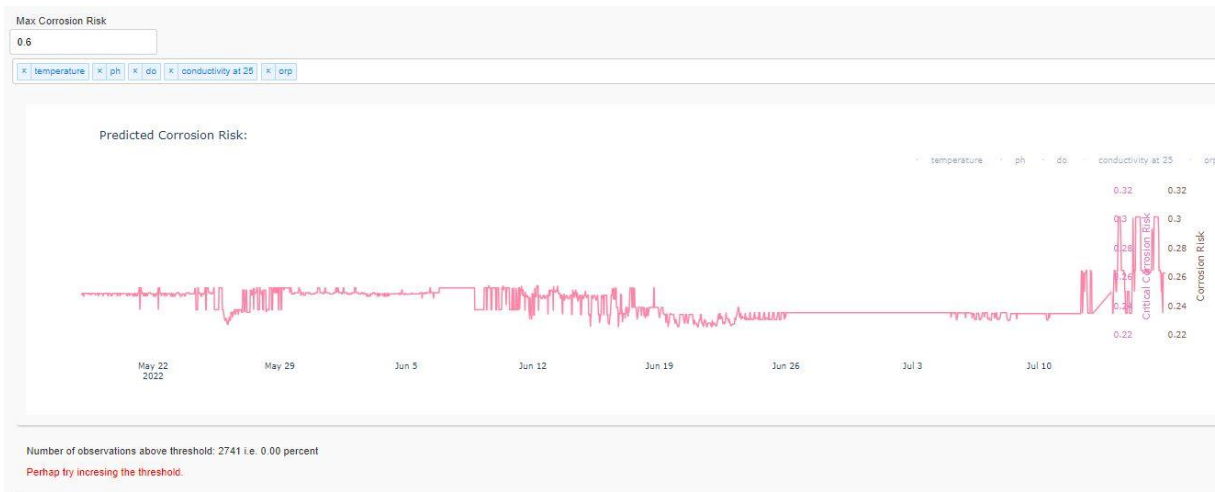 Max Corrosion Risk
0.6
× temperature × ph × do × conductivity at 25 × orp
Predicted Corrosion Risk:
temperature ph do conductivity at 25 orp
0.32 0.32
0.3 0.3
0.28 0.28
0.26 0.26
0.24 0.24
0.22 0.22
Critical Corrosion Risk
Corrosion Risk
May 22 May 29 Jun 5 Jun 12 Jun 19 Jun 26 Jul 3 Jul 10
2022
Number of observations above threshold: 2741 i.e. 0.00 percent
Perhap try incresing the threshold.